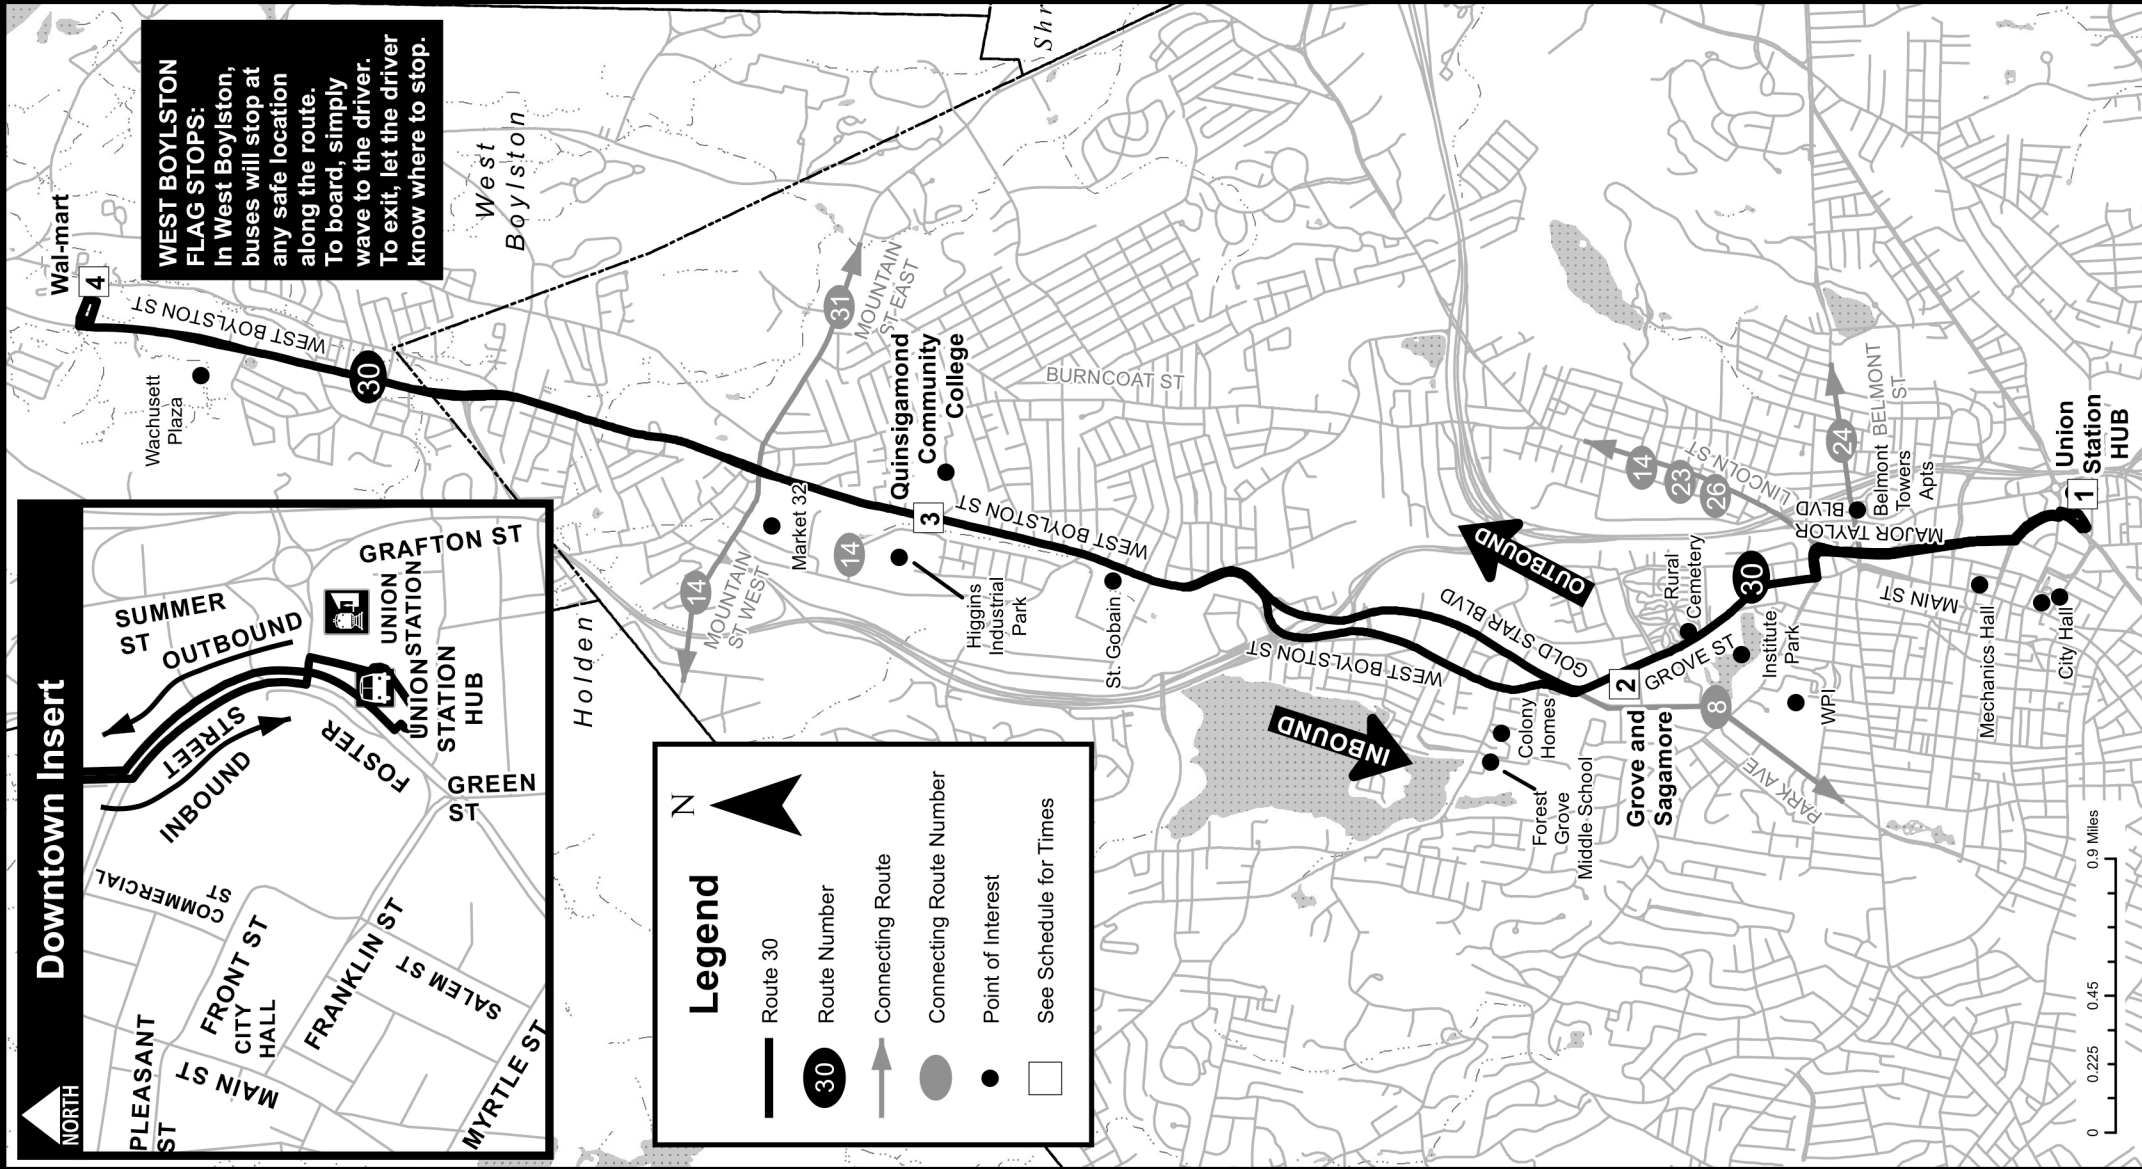 Wal-mart
4
WEST BOYLSTON
FLAG STOPS:
In West Boylston,
buses will stop at
any safe location
along the route.
To board, simply
wave to the driver.
To exit, let the driver
know where to stop.
Wachusett
Plaza
WEST BOYLSTON ST
30
West
Boylston
Shr
Holden
31
MOUNTAIN
ST EAST
14
MOUNTAIN
ST WEST
Market 32
14
Quinsigamond
Community
College
3
WEST BOYLSTON ST
Higgins
Industrial
Park
St. Gobain
BURNCOAT ST
WEST BOYLSTON ST
GOLD STAR BLVD
OUTBOUND
INBOUND
Colony
Homes
Forest
Grove
Middle School
Grove and
Sagamore
2
GROVE ST
Rural
Cemetery
30
Institute
Park
8
WPI
PARK AVE
14
23
26
LINCOLN ST
24
BELMONT
ST
Belmont
Towers
Apts
MAJOR TAYLOR
BLVD
MAIN ST
Mechanics Hall
City Hall
Union
Station
HUB
1
0
0.225
0.45
0.9 Miles
Downtown Insert
NORTH
SUMMER
ST
OUTBOUND
GRAFTON ST
UNION
STATION
UNION
STATION
HUB
STREET
FOSTER
INBOUND
GREEN
ST
COMMERCIAL
ST
FRONT ST
CITY
HALL
FRANKLIN ST
SALEM ST
PLEASANT
ST
MAIN ST
MYRTLE ST
Legend
N
Route 30
30
Route Number
Connecting Route
Connecting Route Number
Point of Interest
See Schedule for Times